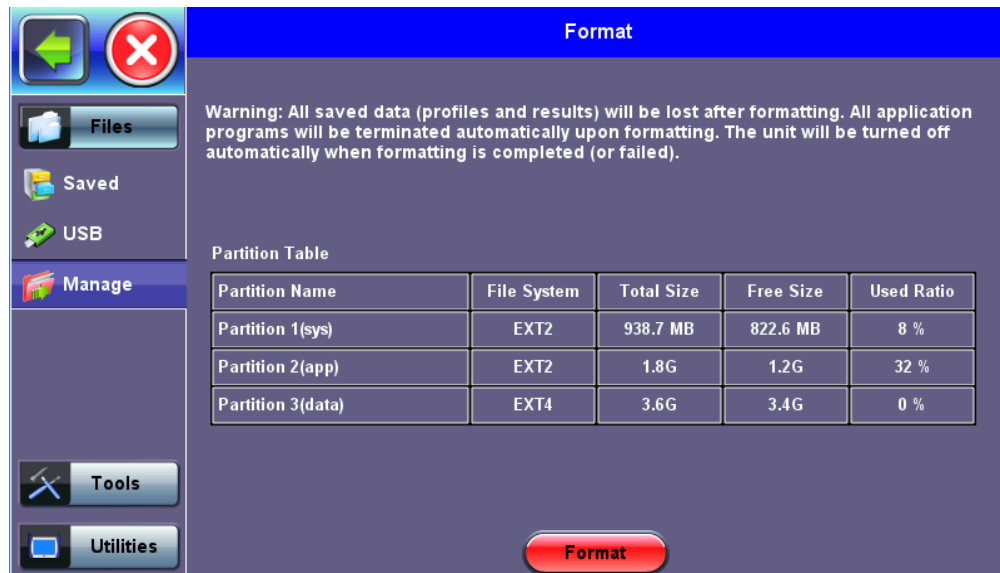 Format
Files
Saved
USB
Manage
Tools
Utilities
Warning: All saved data (profiles and results) will be lost after formatting. All application
programs will be terminated automatically upon formatting. The unit will be turned off
automatically when formatting is completed (or failed).
Partition Table
Partition Name File System Total Size Free Size Used Ratio
Partition 1(sys) EXT2 938.7 MB 822.6 MB 8 %
Partition 2(app) EXT2 1.8G 1.2G 32 %
Partition 3(data) EXT4 3.6G 3.4G 0 %
Format